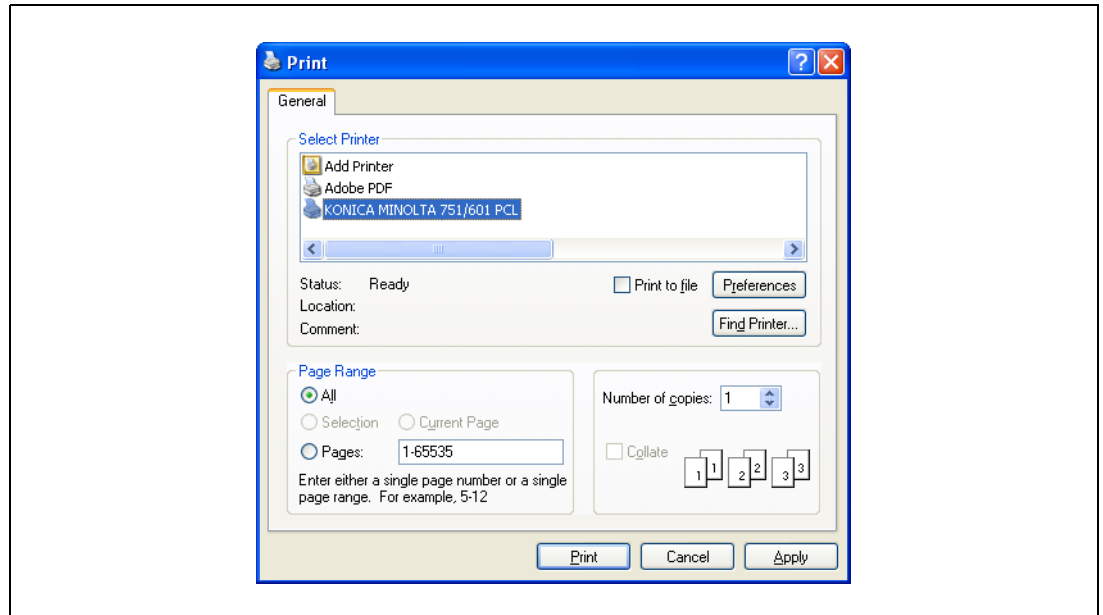 Print
General
Select Printer
Add Printer
Adobe PDF
KONICA MINOLTA 751/601 PCL
Status: Ready
Print to file
Preferences
Location:
Find Printer...
Comment:
Page Range
All
Selection
Current Page
Pages: 1-65535
Enter either a single page number or a single
page range. For example, 5-12
Number of copies: 1
Collate
1 1 2 2 3 3
Print
Cancel
Apply